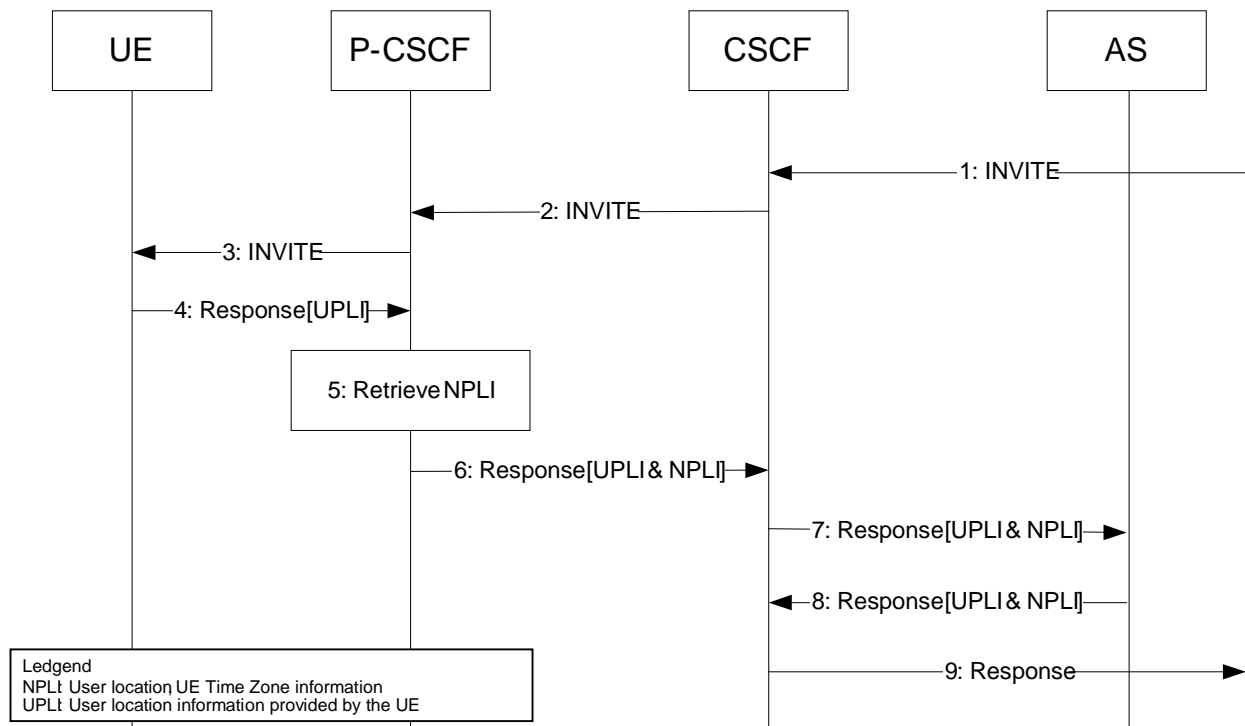 UE
P-CSCF
CSCF
AS
1: INVITE
2: INVITE
3: INVITE
4: Response[UPLI]
5: Retrieve NPLI
6: Response[UPLI & NPLI]
7: Response[UPLI & NPLI]
8: Response[UPLI & NPLI]
9: Response
Ledgend
NPLI: User location, UE Time Zone information
UPLI: User location information provided by the UE